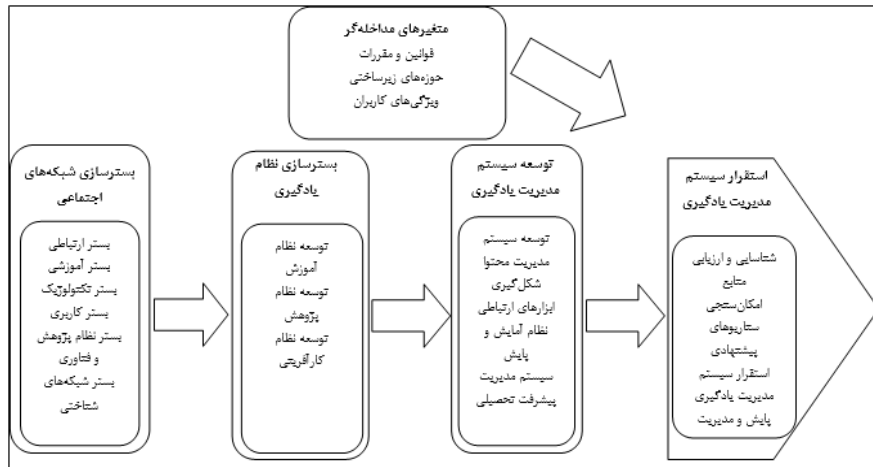 متغیرهای مداخله‌گر
قوانین و مقررات
حوزه‌های زیرساختی
ویژگی‌های کاربران
بسترسازی شبکه‌های
اجتماعی
بستر ارتباطی
بستر آموزشی
بستر تکنولوژیک
بستر کاربری
بستر نظام پژوهش
و فناوری
بستر شبکه‌های
شناختی
بسترسازی نظام
یادگیری
توسعه نظام
آموزش
توسعه نظام
پژوهش
توسعه نظام
کارآفرینی
توسعه سیستم
مدیریت یادگیری
توسعه سیستم
مدیریت محتوا
شکل‌گیری
ابزارهای ارتباطی
نظام آمایش و
پایش
سیستم مدیریت
پیشرفت تحصیلی
استقرار سیستم
مدیریت یادگیری
شناسایی و ارزیابی
منابع
امکان‌سنجی
سناریوهای
پیشنهادی
استقرار سیستم
مدیریت یادگیری
پایش و مدیریت